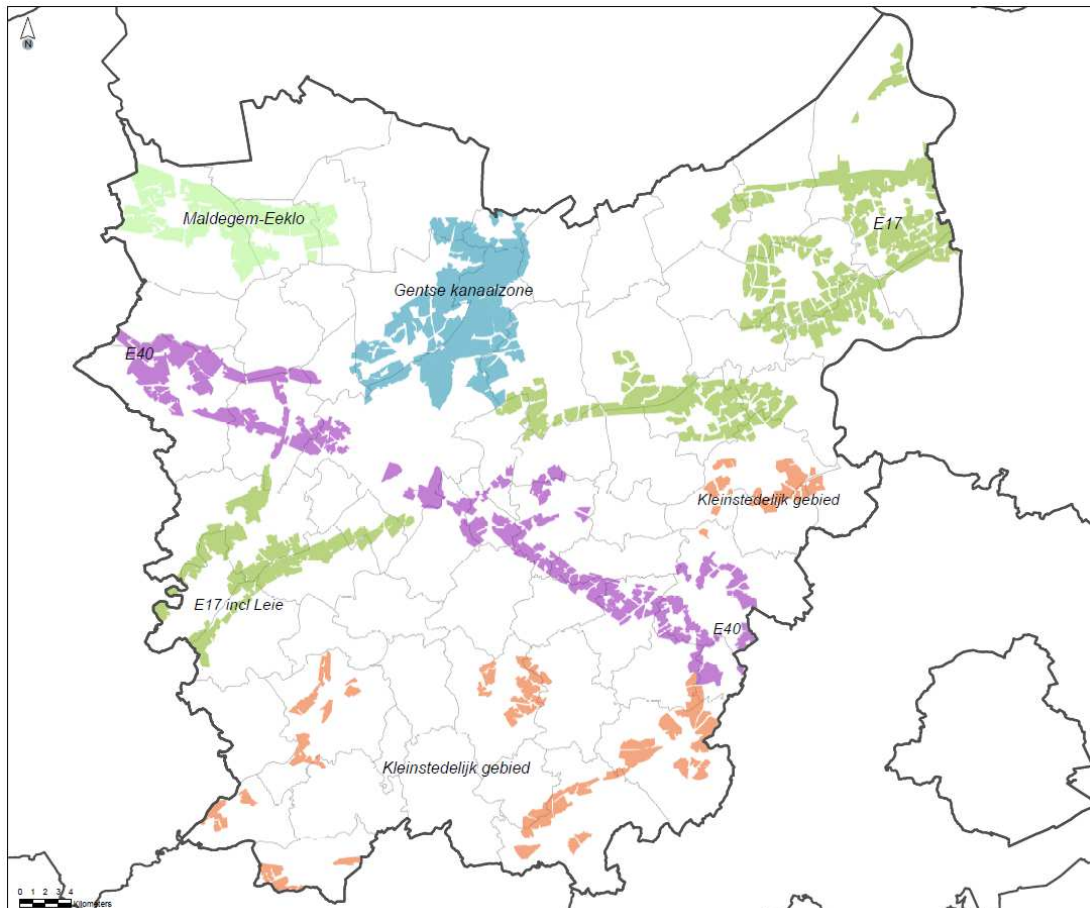 N
Maldegem-Eeklo
E17
Gentse kanaalzone
E40
Kleinstedelijk gebied
E17 incl Leie
E40
Kleinstedelijk gebied
0 1 2 3 4
Kilometers